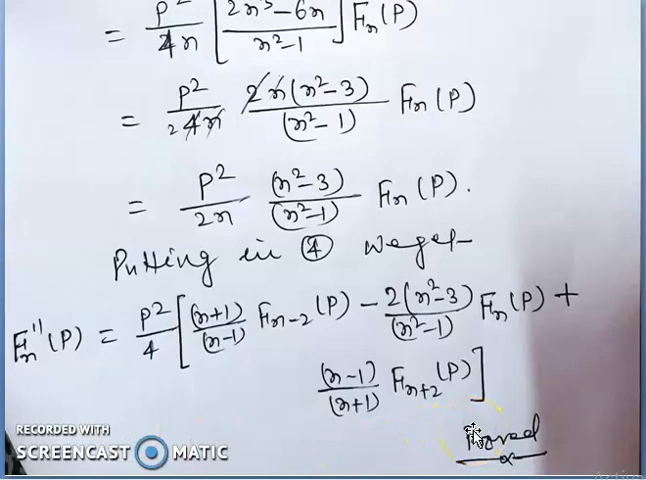 = P²/4n [(2n³-6n)/(n²-1)] Fn(P)
= P²/2 4n 2n(n²-3)/(n²-1) Fn(P)
= P²/2n (n²-3)/(n²-1) Fn(P).
Putting in ④ we get
Fn''(P) = P²/4 [(n+1)/(n-1) Fn-2(P) - 2(n²-3)/(n²-1) Fn(P) +
(n-1)/(n+1) Fn+2(P)]
Proved
RECORDED WITH
SCREENCAST MATIC